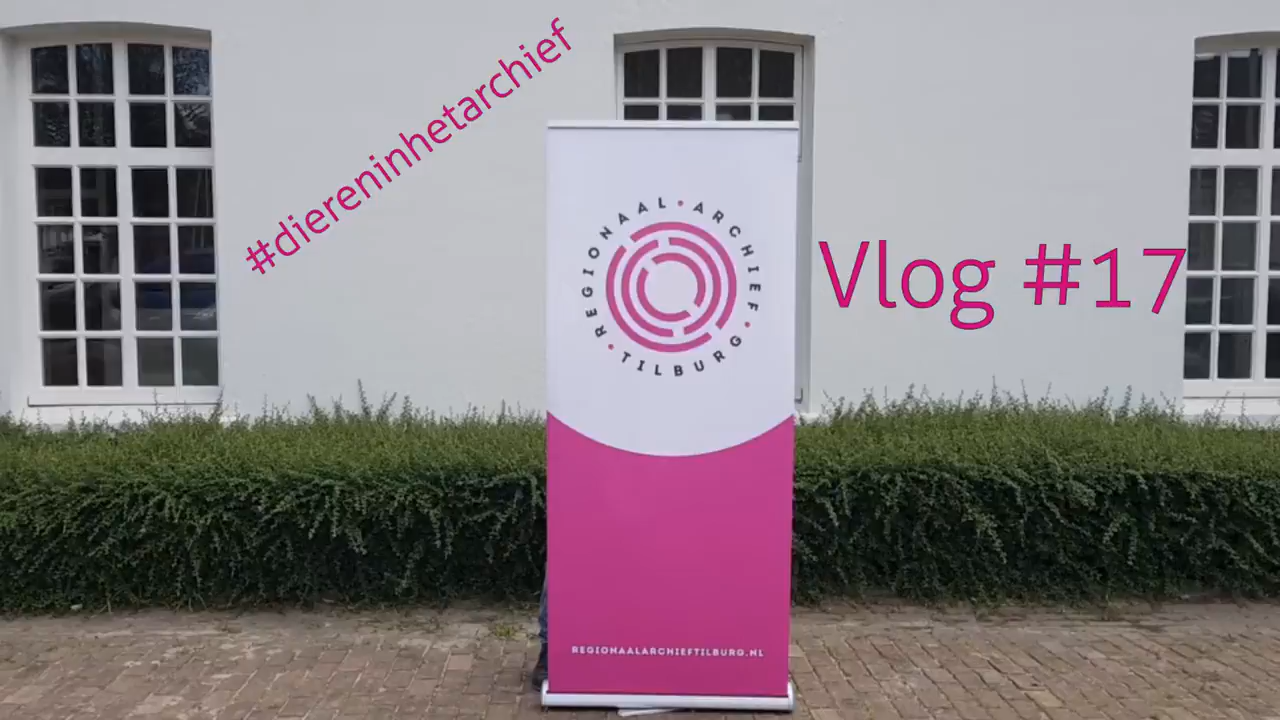 #diereninhetarchief
REGIONAAL • ARCHIEF • TILBURG •
Vlog #17
REGIONAALARCHIEFTILBURG.NL